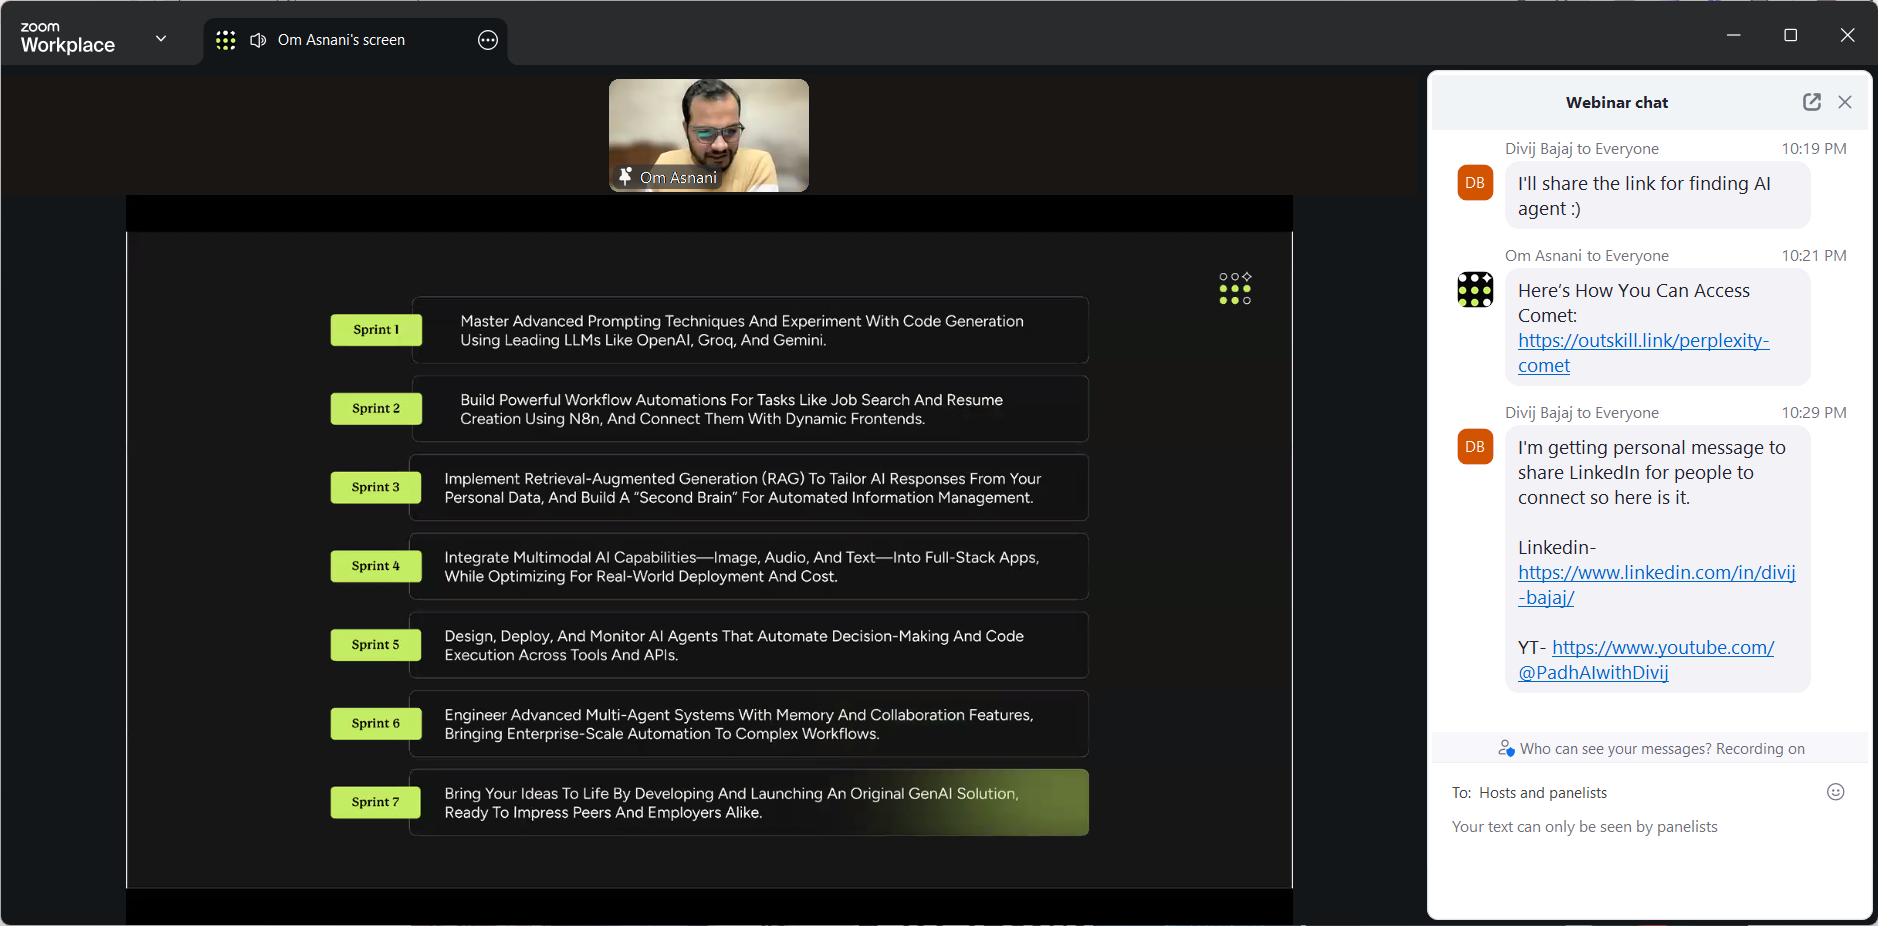 zoom
Workplace
Om Asnani's screen
Om Asnani
Sprint 1
Master Advanced Prompting Techniques And Experiment With Code Generation
Using Leading LLMs Like OpenAI, Groq, And Gemini.
Sprint 2
Build Powerful Workflow Automations For Tasks Like Job Search And Resume
Creation Using N8n, And Connect Them With Dynamic Frontends.
Sprint 3
Implement Retrieval-Augmented Generation (RAG) To Tailor AI Responses From Your
Personal Data, And Build A “Second Brain” For Automated Information Management.
Sprint 4
Integrate Multimodal AI Capabilities—Image, Audio, And Text—Into Full-Stack Apps,
While Optimizing For Real-World Deployment And Cost.
Sprint 5
Design, Deploy, And Monitor AI Agents That Automate Decision-Making And Code
Execution Across Tools And APIs.
Sprint 6
Engineer Advanced Multi-Agent Systems With Memory And Collaboration Features,
Bringing Enterprise-Scale Automation To Complex Workflows.
Sprint 7
Bring Your Ideas To Life By Developing And Launching An Original GenAI Solution,
Ready To Impress Peers And Employers Alike.
Webinar chat
Divij Bajaj to Everyone 10:19 PM
DB
I'll share the link for finding AI
agent :)
Om Asnani to Everyone 10:21 PM
Here’s How You Can Access
Comet:
https://outskill.link/perplexity-
comet
Divij Bajaj to Everyone 10:29 PM
DB
I'm getting personal message to
share LinkedIn for people to
connect so here is it.
Linkedin-
https://www.linkedin.com/in/divij
-bajaj/
YT- https://www.youtube.com/
@PadhAIwithDivij
Who can see your messages? Recording on
To: Hosts and panelists
Your text can only be seen by panelists